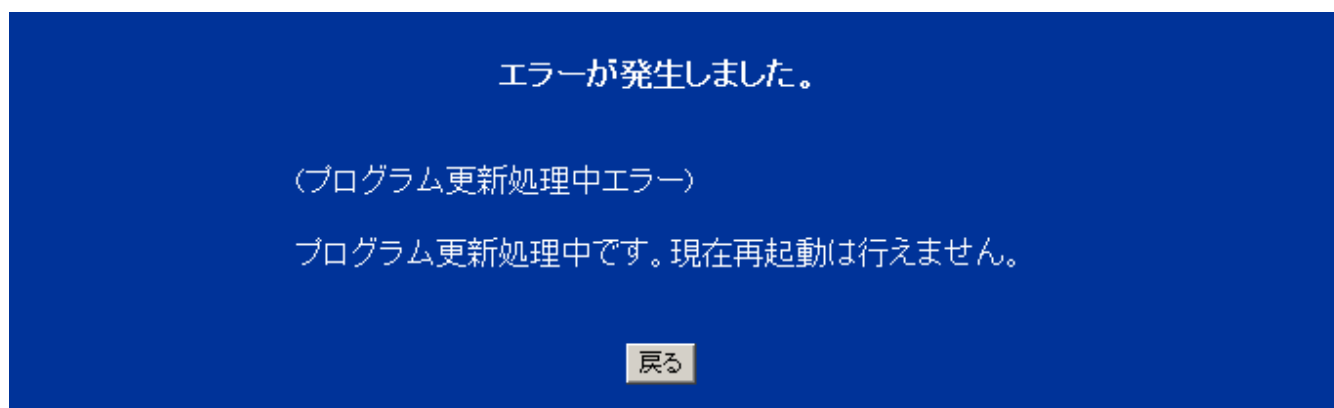 エラーが発生しました。
(プログラム更新処理中エラー)
プログラム更新処理中です。現在再起動は行えません。
戻る